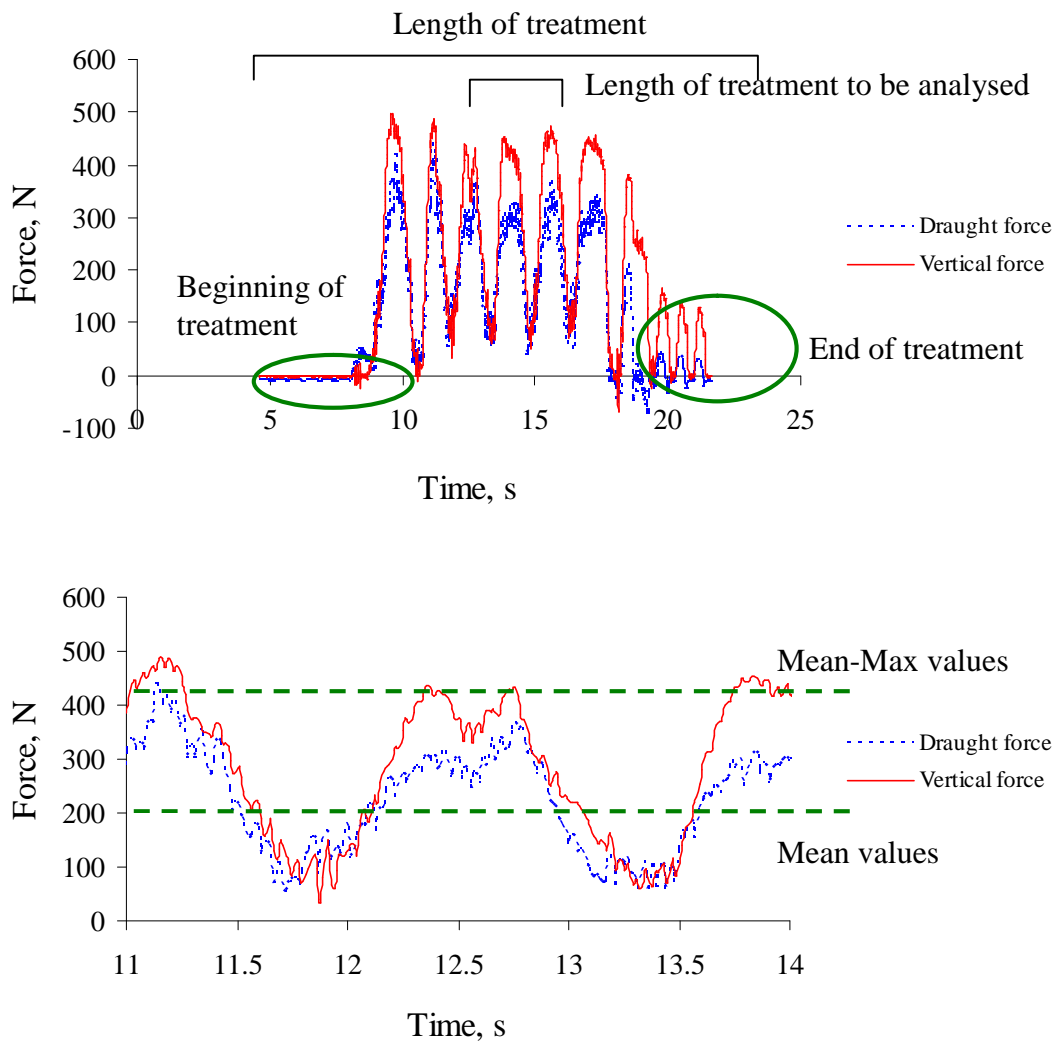 Length of treatment
Length of treatment to be analysed
600
500
400
300
200
100
0
-100
Force, N
Beginning of
treatment
End of treatment
Draught force
Vertical force
0
5
10
15
20
25
Time, s
600
500
400
300
200
100
0
Force, N
Mean-Max values
Draught force
Vertical force
Mean values
11
11.5
12
12.5
13
13.5
14
Time, s